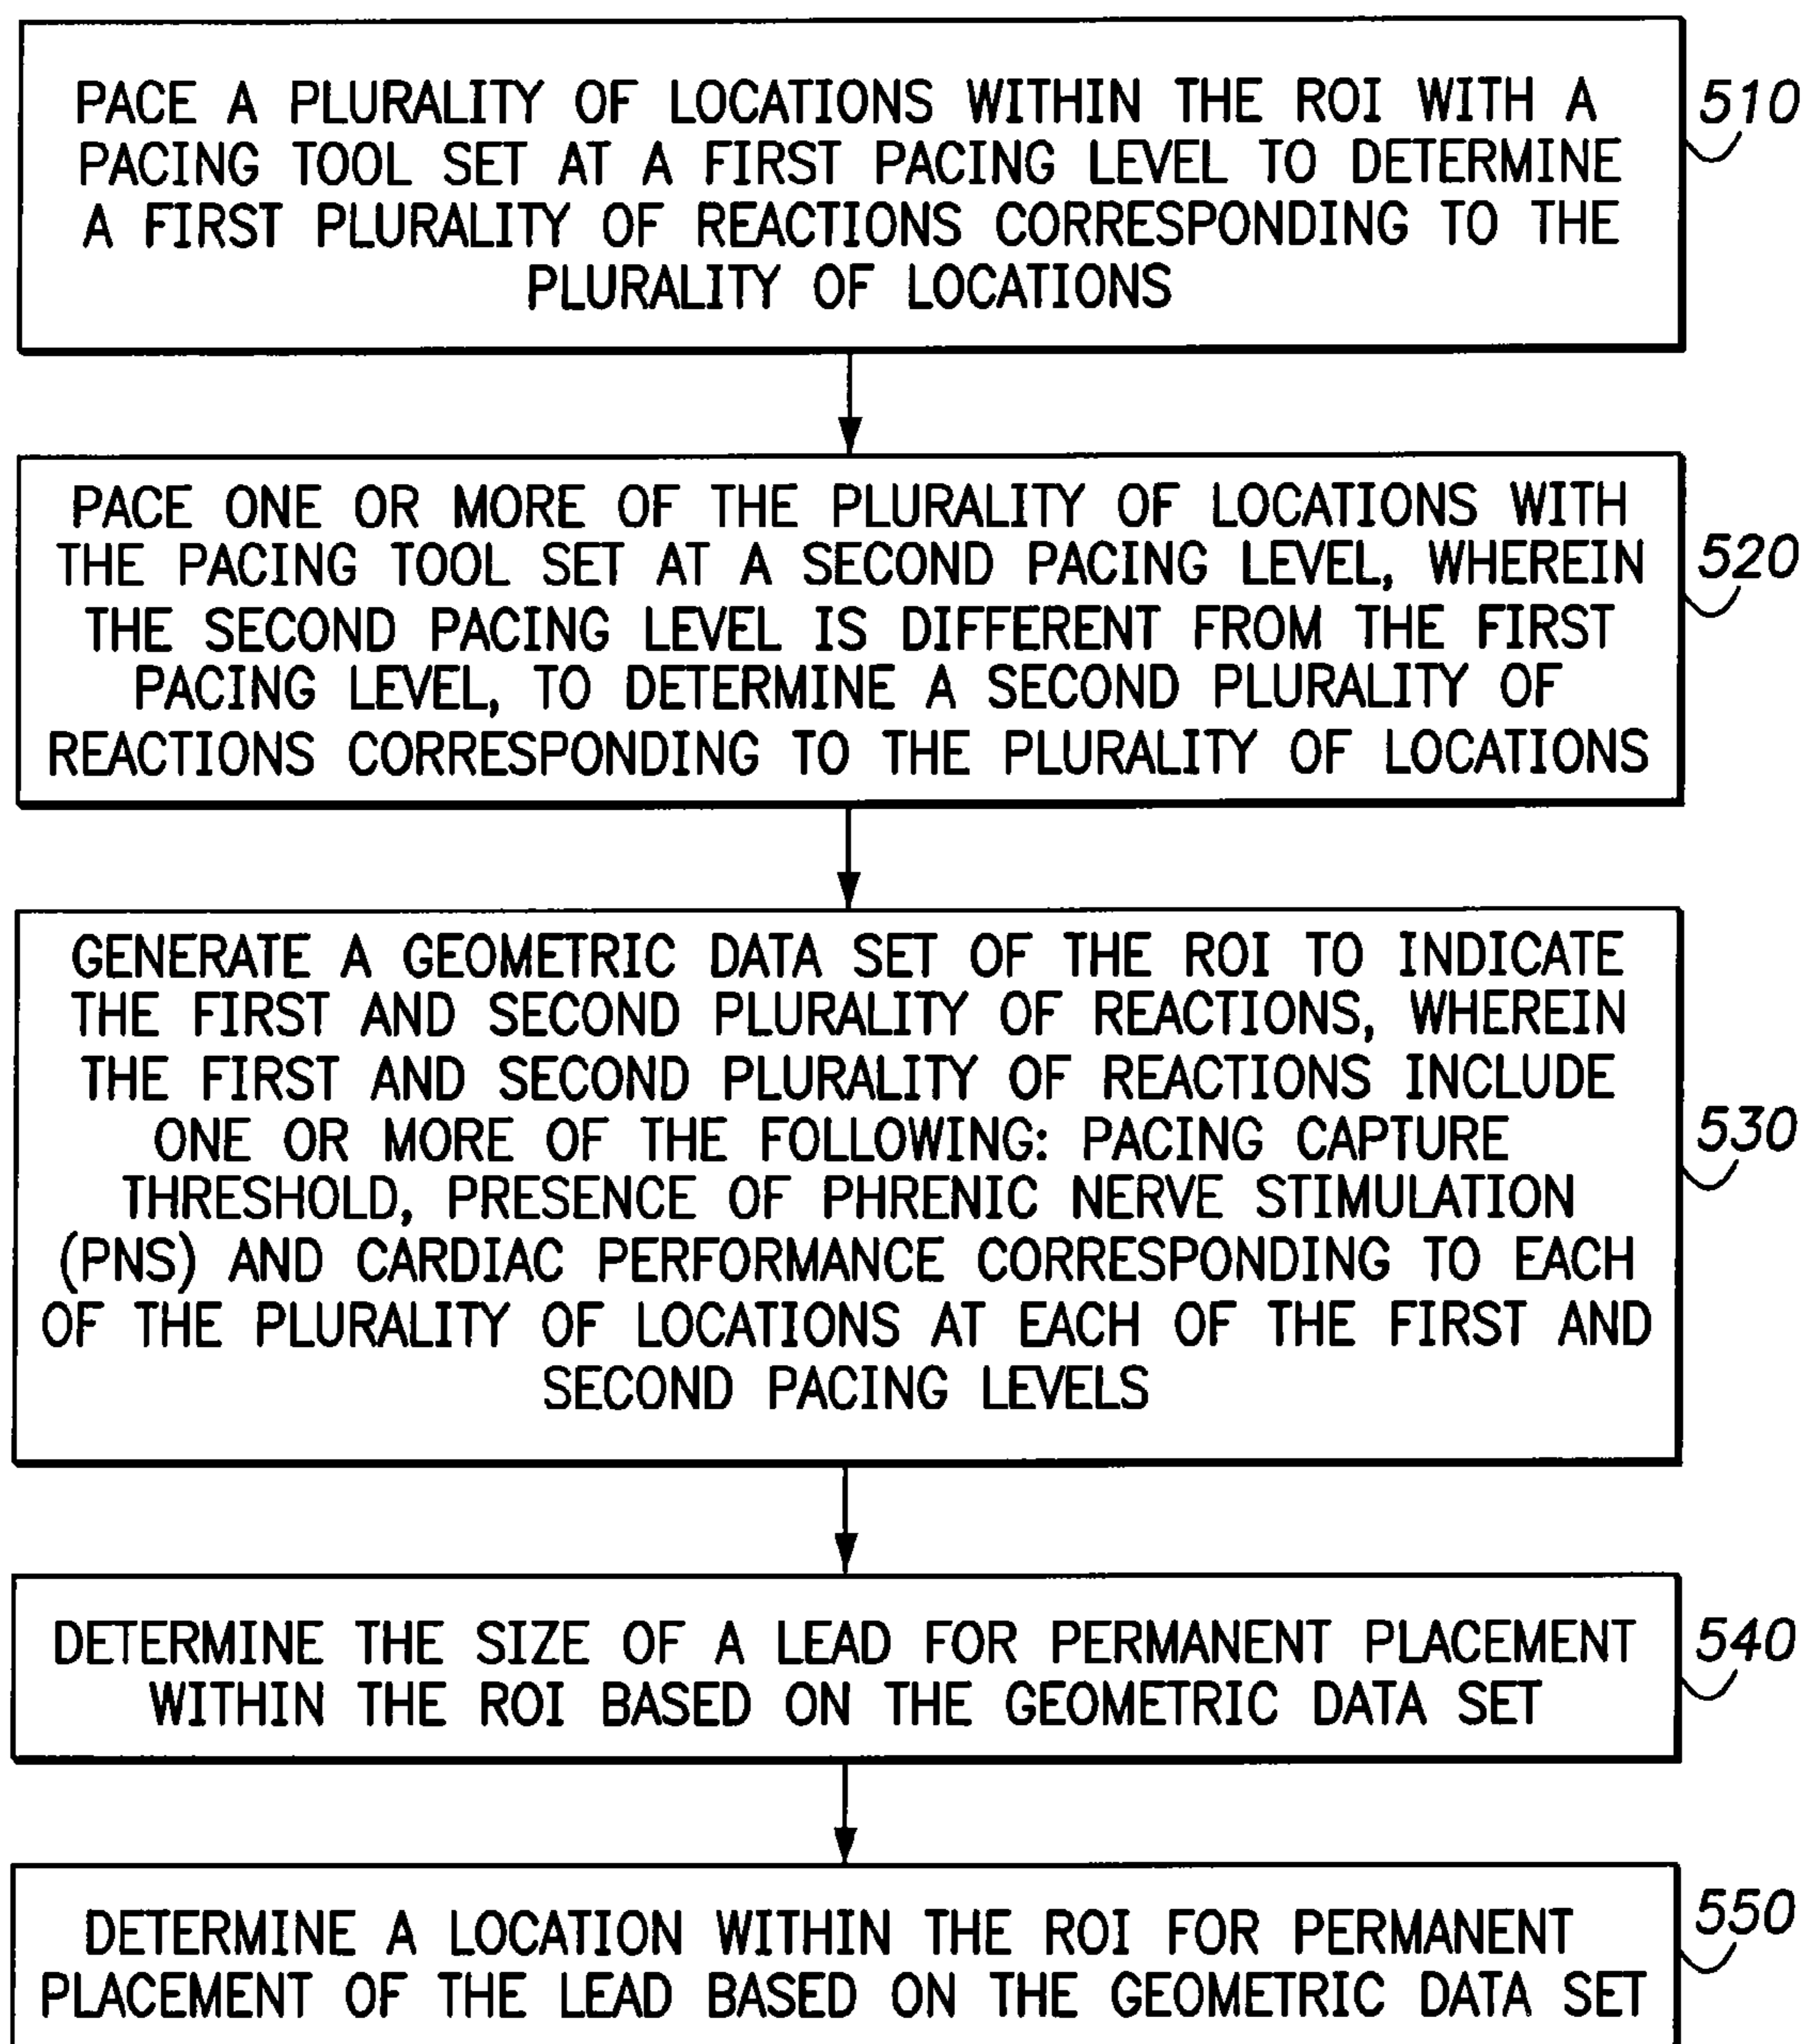 PACE A PLURALITY OF LOCATIONS WITHIN THE ROI WITH A
PACING TOOL SET AT A FIRST PACING LEVEL TO DETERMINE
A FIRST PLURALITY OF REACTIONS CORRESPONDING TO THE
PLURALITY OF LOCATIONS
510
PACE ONE OR MORE OF THE PLURALITY OF LOCATIONS WITH
THE PACING TOOL SET AT A SECOND PACING LEVEL, WHEREIN
THE SECOND PACING LEVEL IS DIFFERENT FROM THE FIRST
PACING LEVEL, TO DETERMINE A SECOND PLURALITY OF
REACTIONS CORRESPONDING TO THE PLURALITY OF LOCATIONS
520
GENERATE A GEOMETRIC DATA SET OF THE ROI TO INDICATE
THE FIRST AND SECOND PLURALITY OF REACTIONS, WHEREIN
THE FIRST AND SECOND PLURALITY OF REACTIONS INCLUDE
ONE OR MORE OF THE FOLLOWING: PACING CAPTURE
THRESHOLD, PRESENCE OF PHRENIC NERVE STIMULATION
(PNS) AND CARDIAC PERFORMANCE CORRESPONDING TO EACH
OF THE PLURALITY OF LOCATIONS AT EACH OF THE FIRST AND
SECOND PACING LEVELS
530
DETERMINE THE SIZE OF A LEAD FOR PERMANENT PLACEMENT
WITHIN THE ROI BASED ON THE GEOMETRIC DATA SET
540
DETERMINE A LOCATION WITHIN THE ROI FOR PERMANENT
PLACEMENT OF THE LEAD BASED ON THE GEOMETRIC DATA SET
550